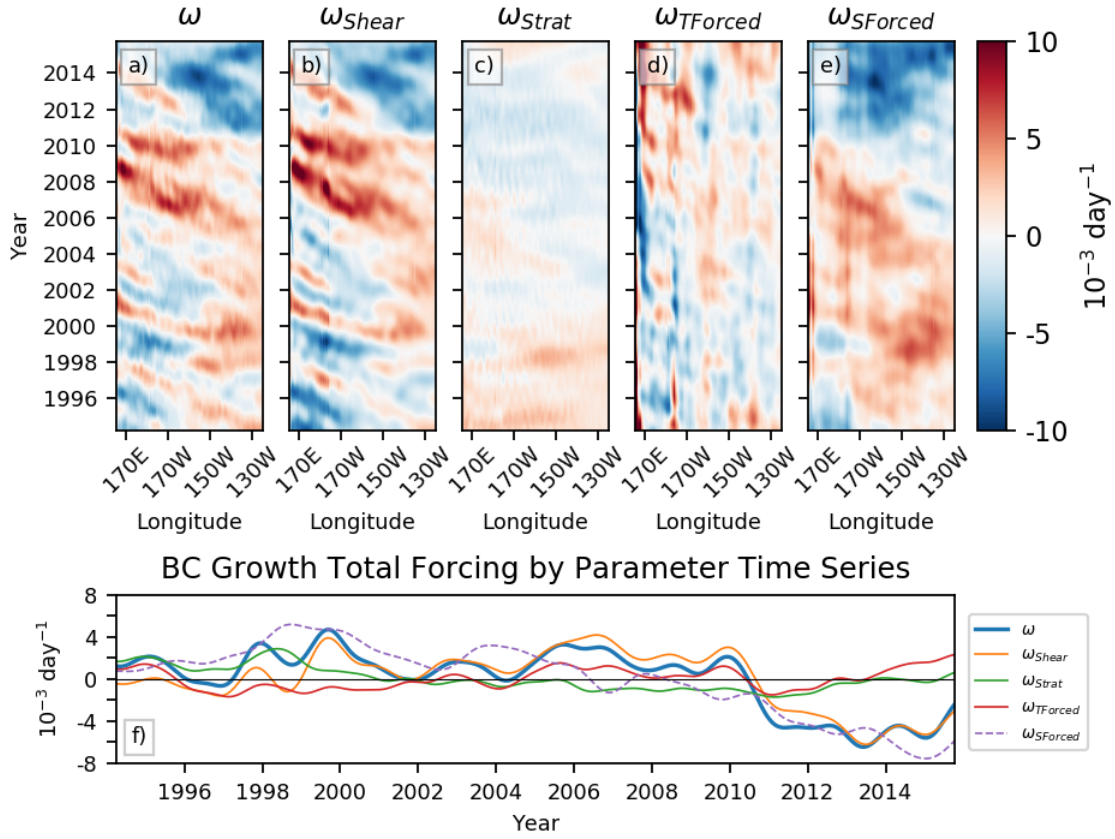 ω ω_Shear ω_Strat ω_TForced ω_SForced
a) b) c) d) e)
Year
2014
2012
2010
2008
2006
2004
2002
2000
1998
1996
10
5
0
-5
-10
10⁻³ day⁻¹
170E 170W 150W 130W 170E 170W 150W 130W 170E 170W 150W 130W 170E 170W 150W 130W 170E 170W 150W 130W
Longitude Longitude Longitude Longitude Longitude
BC Growth Total Forcing by Parameter Time Series
10⁻³ day⁻¹
8
4
0
-4
-8
f)
ω
ω_Shear
ω_Strat
ω_TForced
ω_SForced
1996 1998 2000 2002 2004 2006 2008 2010 2012 2014
Year